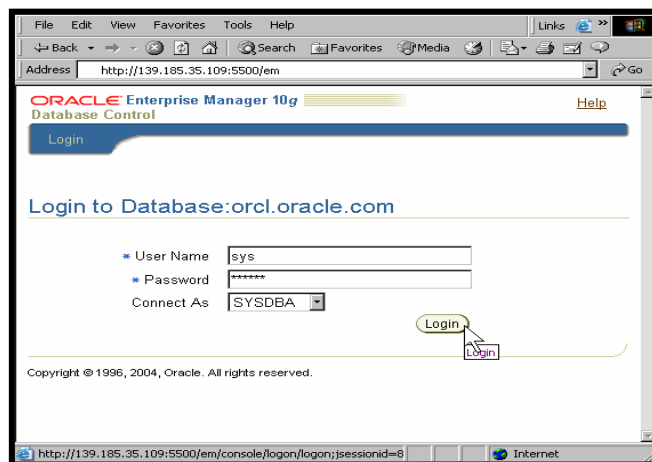 File Edit View Favorites Tools Help Links »
Back Search Favorites Media
Address http://139.185.35.109:5500/em Go
ORACLE Enterprise Manager 10g
Database Control
Help
Login
Login to Database:orcl.oracle.com
* User Name sys
* Password ******
Connect As SYSDBA
Login
Login
Copyright © 1996, 2004, Oracle. All rights reserved.
http://139.185.35.109:5500/em/console/logon/logon;jsessionid=8 Internet